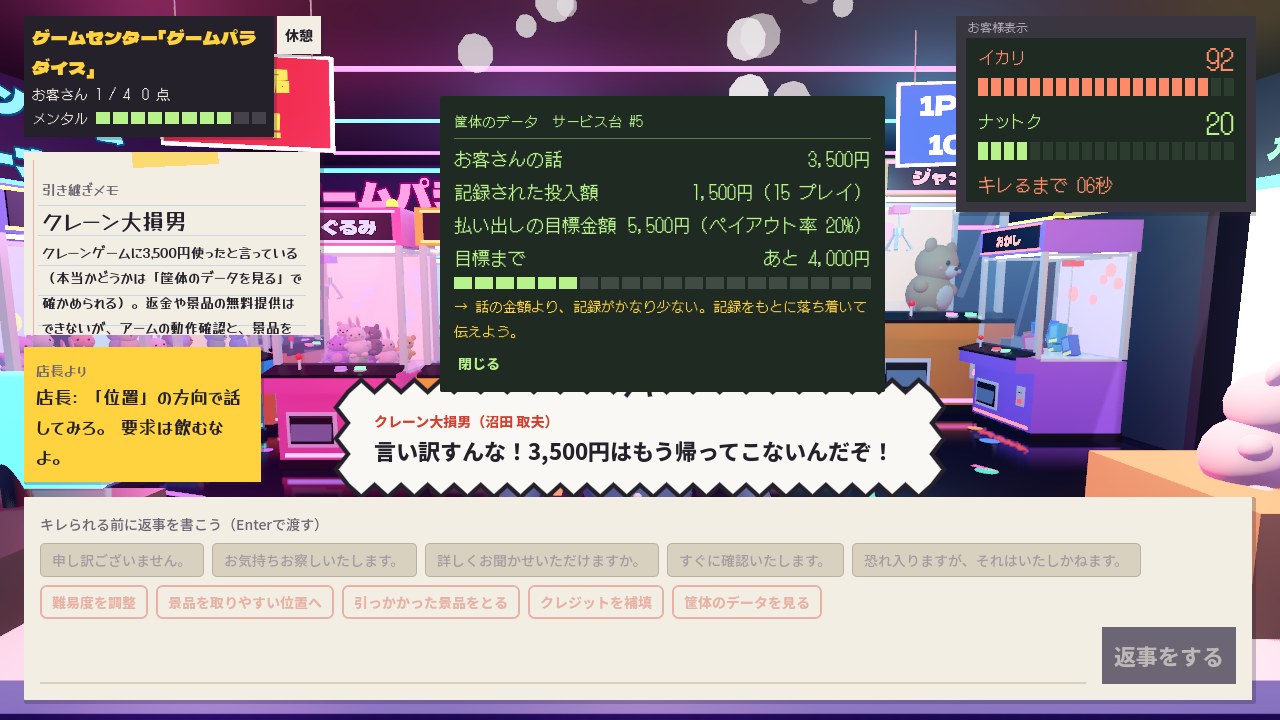 ゲームセンター「ゲームパラダイス」
お客さん 1/4 0点
メンタル
休憩
引き継ぎメモ
クレーン大損男
クレーンゲームに3,500円使ったと言っている
（本当かどうかは「筐体のデータを見る」で
確かめられる）。返金や景品の無料提供は
できないが、アームの動作確認と、景品を
店長より
店長: 「位置」の方向で話
してみろ。 要求は飲むな
よ。
筐体のデータ サービス台 #5
お客さんの話 3,500円
記録された投入額 1,500円（15 プレイ）
払い出しの目標金額 5,500円（ペイアウト率 20%）
目標まで あと 4,000円
→ 話の金額より、記録がかなり少ない。記録をもとに落ち着いて
伝えよう。
閉じる
お客様表示
イカリ 92
ナットク 20
キレるまで 06秒
ぐるみ
おかし
クレーン大損男（沼田 取夫）
言い訳すんな！3,500円はもう帰ってこないんだぞ！
キレられる前に返事を書こう（Enterで渡す）
申し訳ございません。 お気持ちお察しいたします。 詳しくお聞かせいただけますか。 すぐに確認いたします。 恐れ入りますが、それはいたしかねます。
難易度を調整 景品を取りやすい位置へ 引っかかった景品をとる クレジットを補填 筐体のデータを見る
返事をする